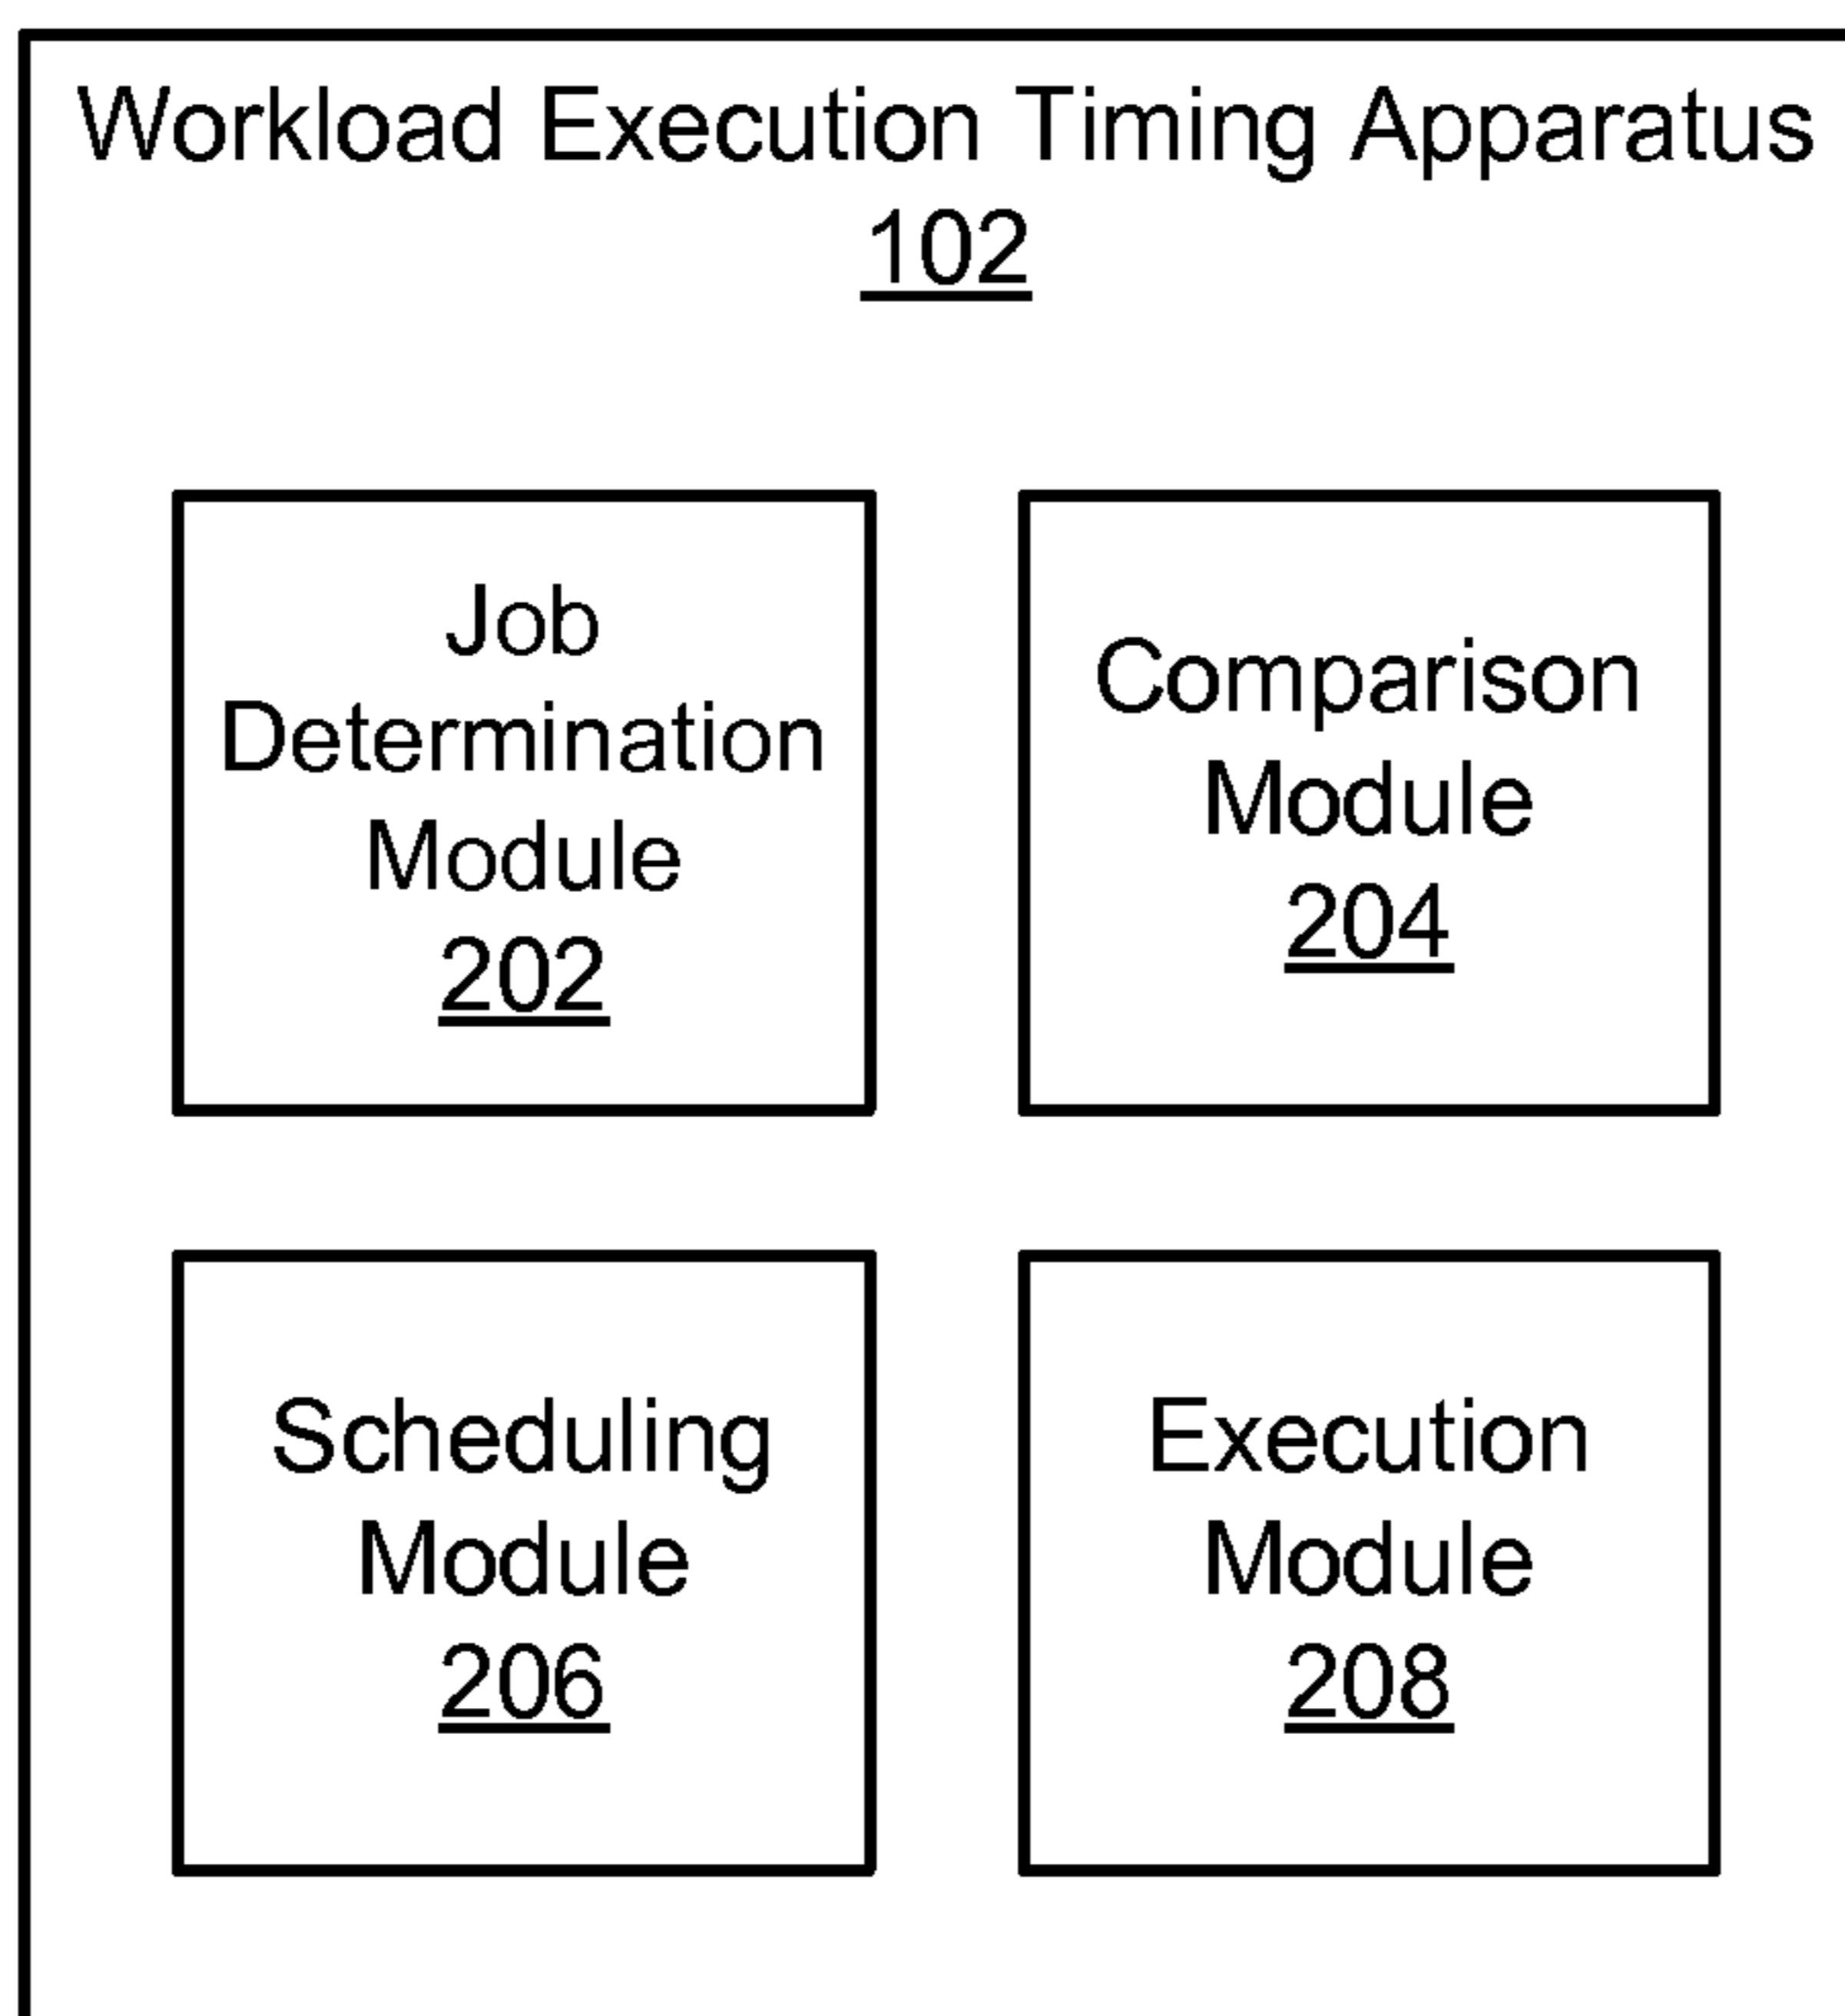 Workload Execution Timing Apparatus
102
Job
Determination
Module
202
Comparison
Module
204
Scheduling
Module
206
Execution
Module
208